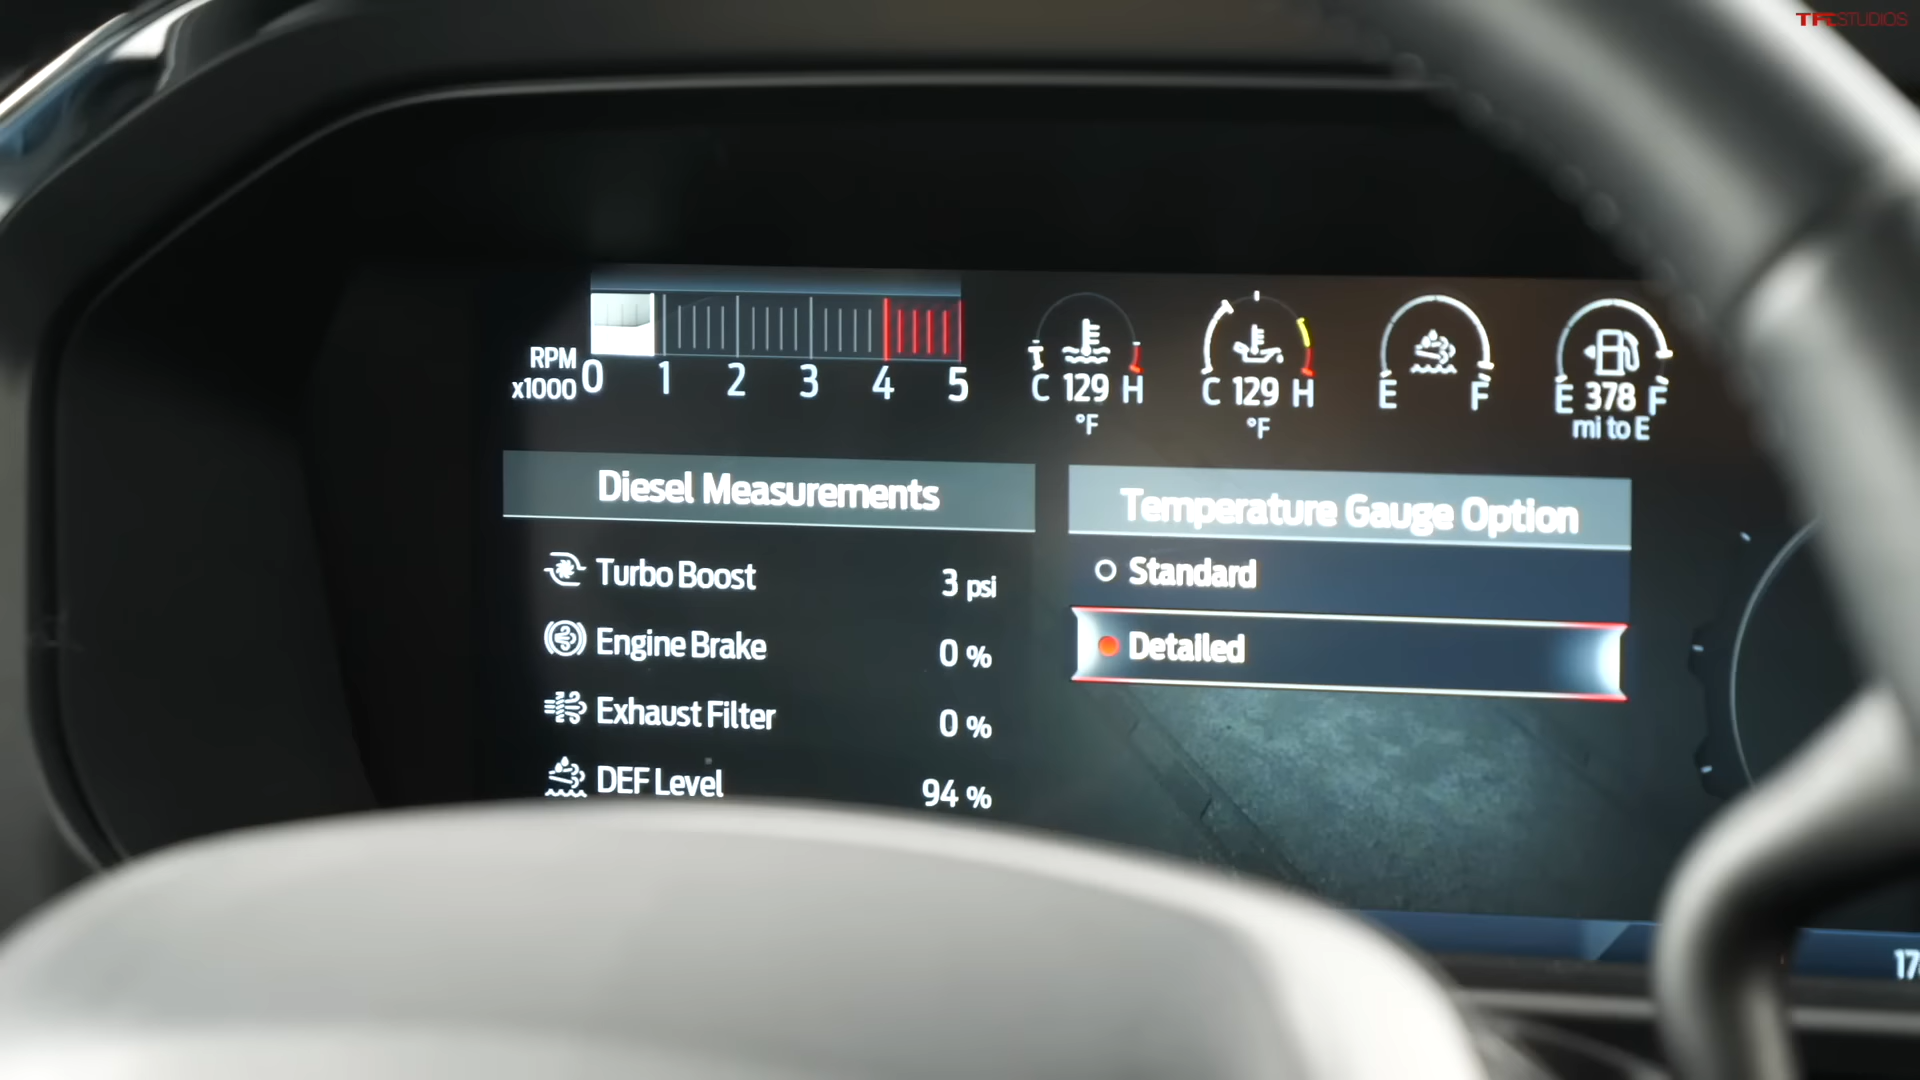 TFLSTUDIOS
RPM
x1000
0 1 2 3 4 5
C 129 H
°F
C 129 H
°F
E F
E 378 F
mi to E
Diesel Measurements
Turbo Boost 3 psi
Engine Brake 0 %
Exhaust Filter 0 %
DEF Level 94 %
Temperature Gauge Option
Standard
Detailed